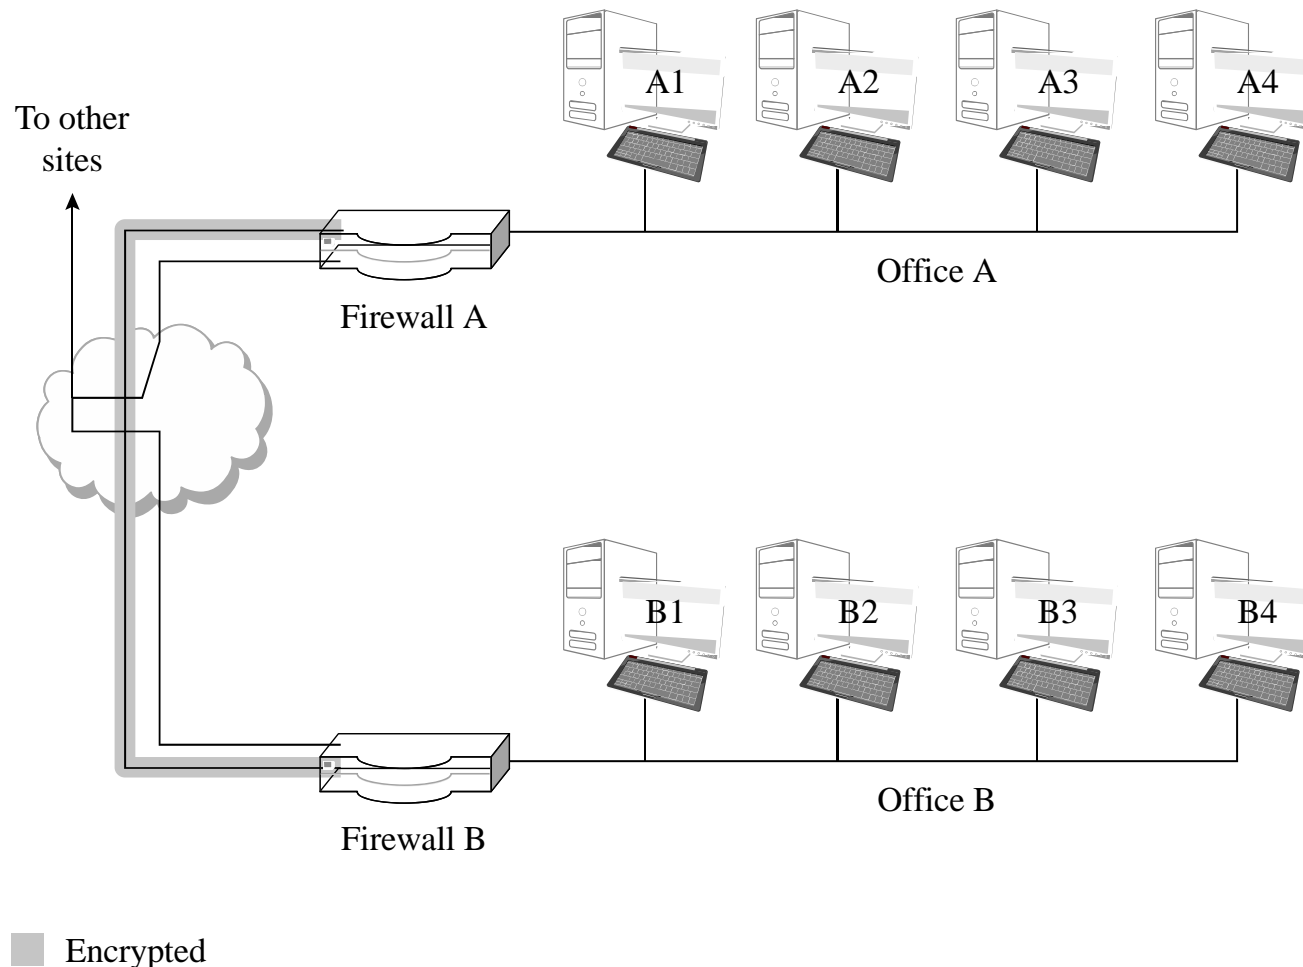 A1
A2
A3
A4
To other
sites
Office A
Firewall A
B1
B2
B3
B4
Office B
Firewall B
Encrypted